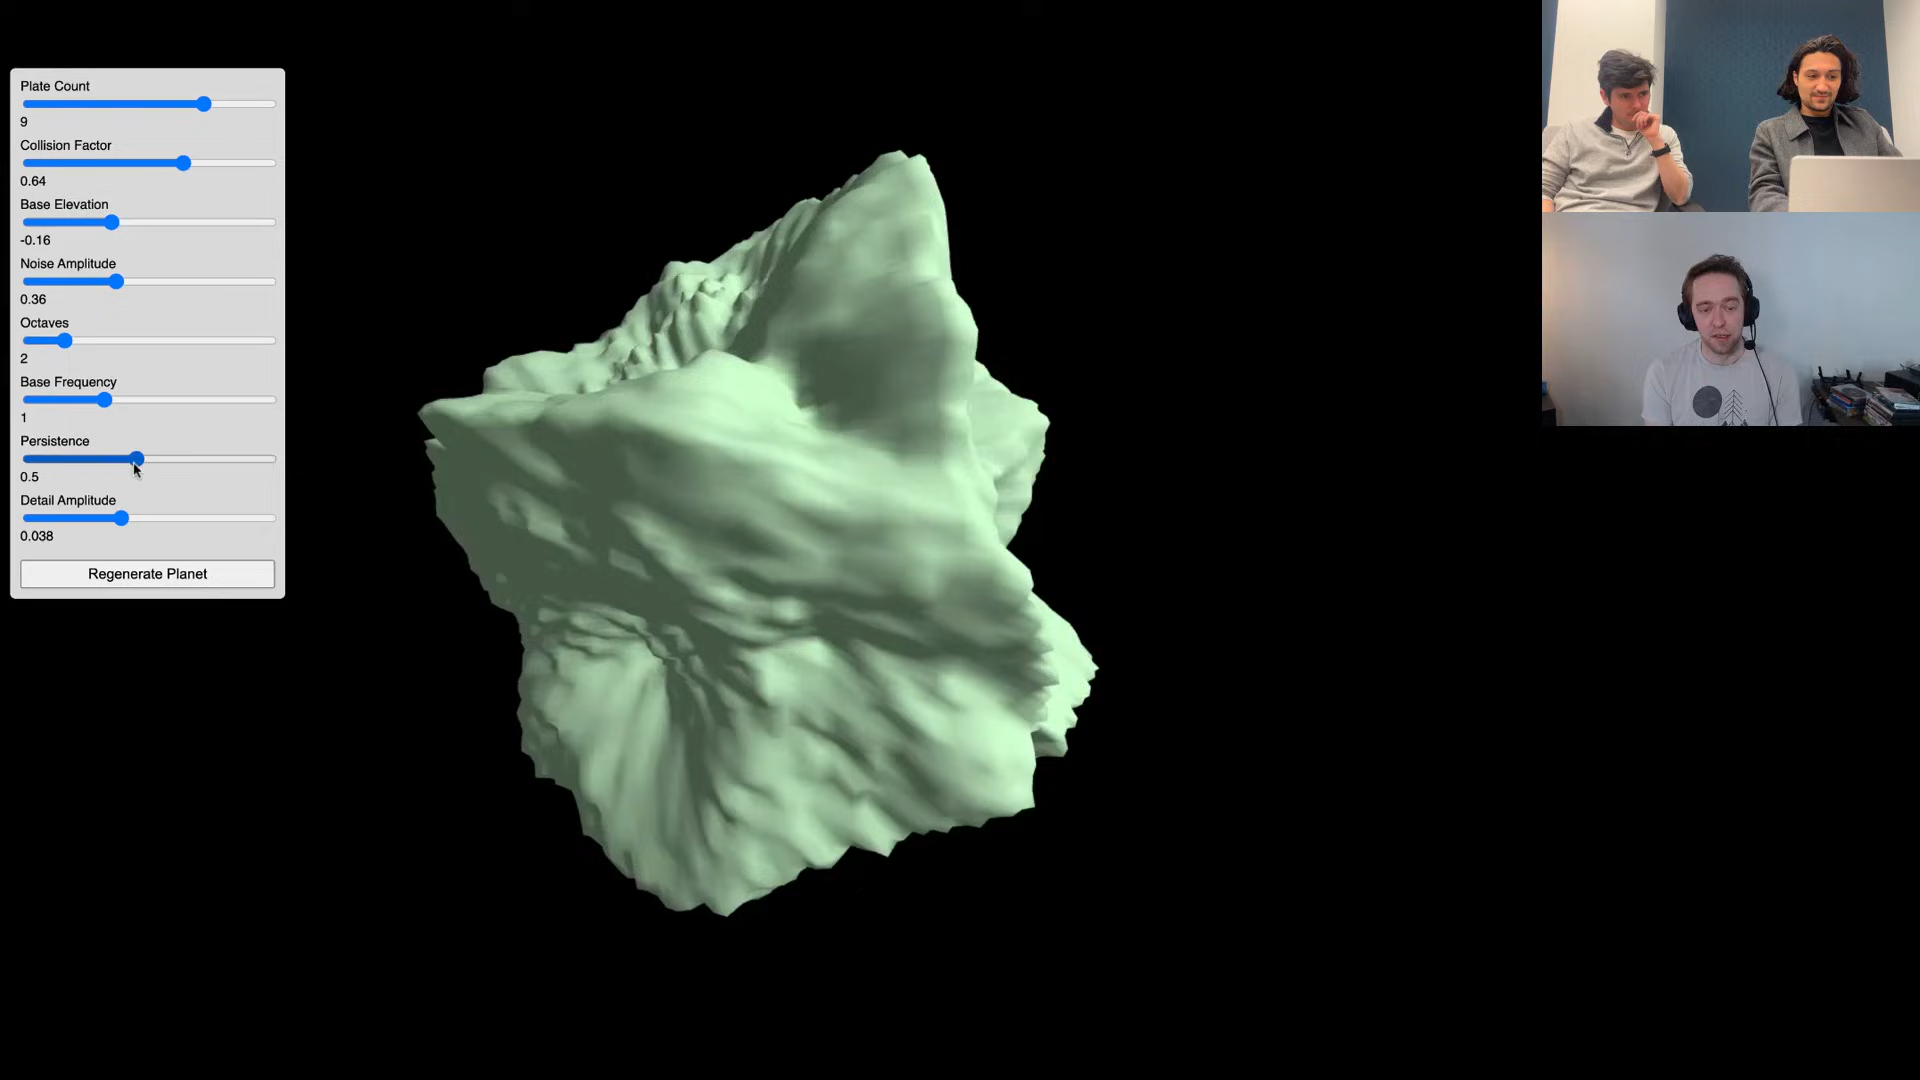 Plate Count
9
Collision Factor
0.64
Base Elevation
-0.16
Noise Amplitude
0.36
Octaves
2
Base Frequency
1
Persistence
0.5
Detail Amplitude
0.038
Regenerate Planet